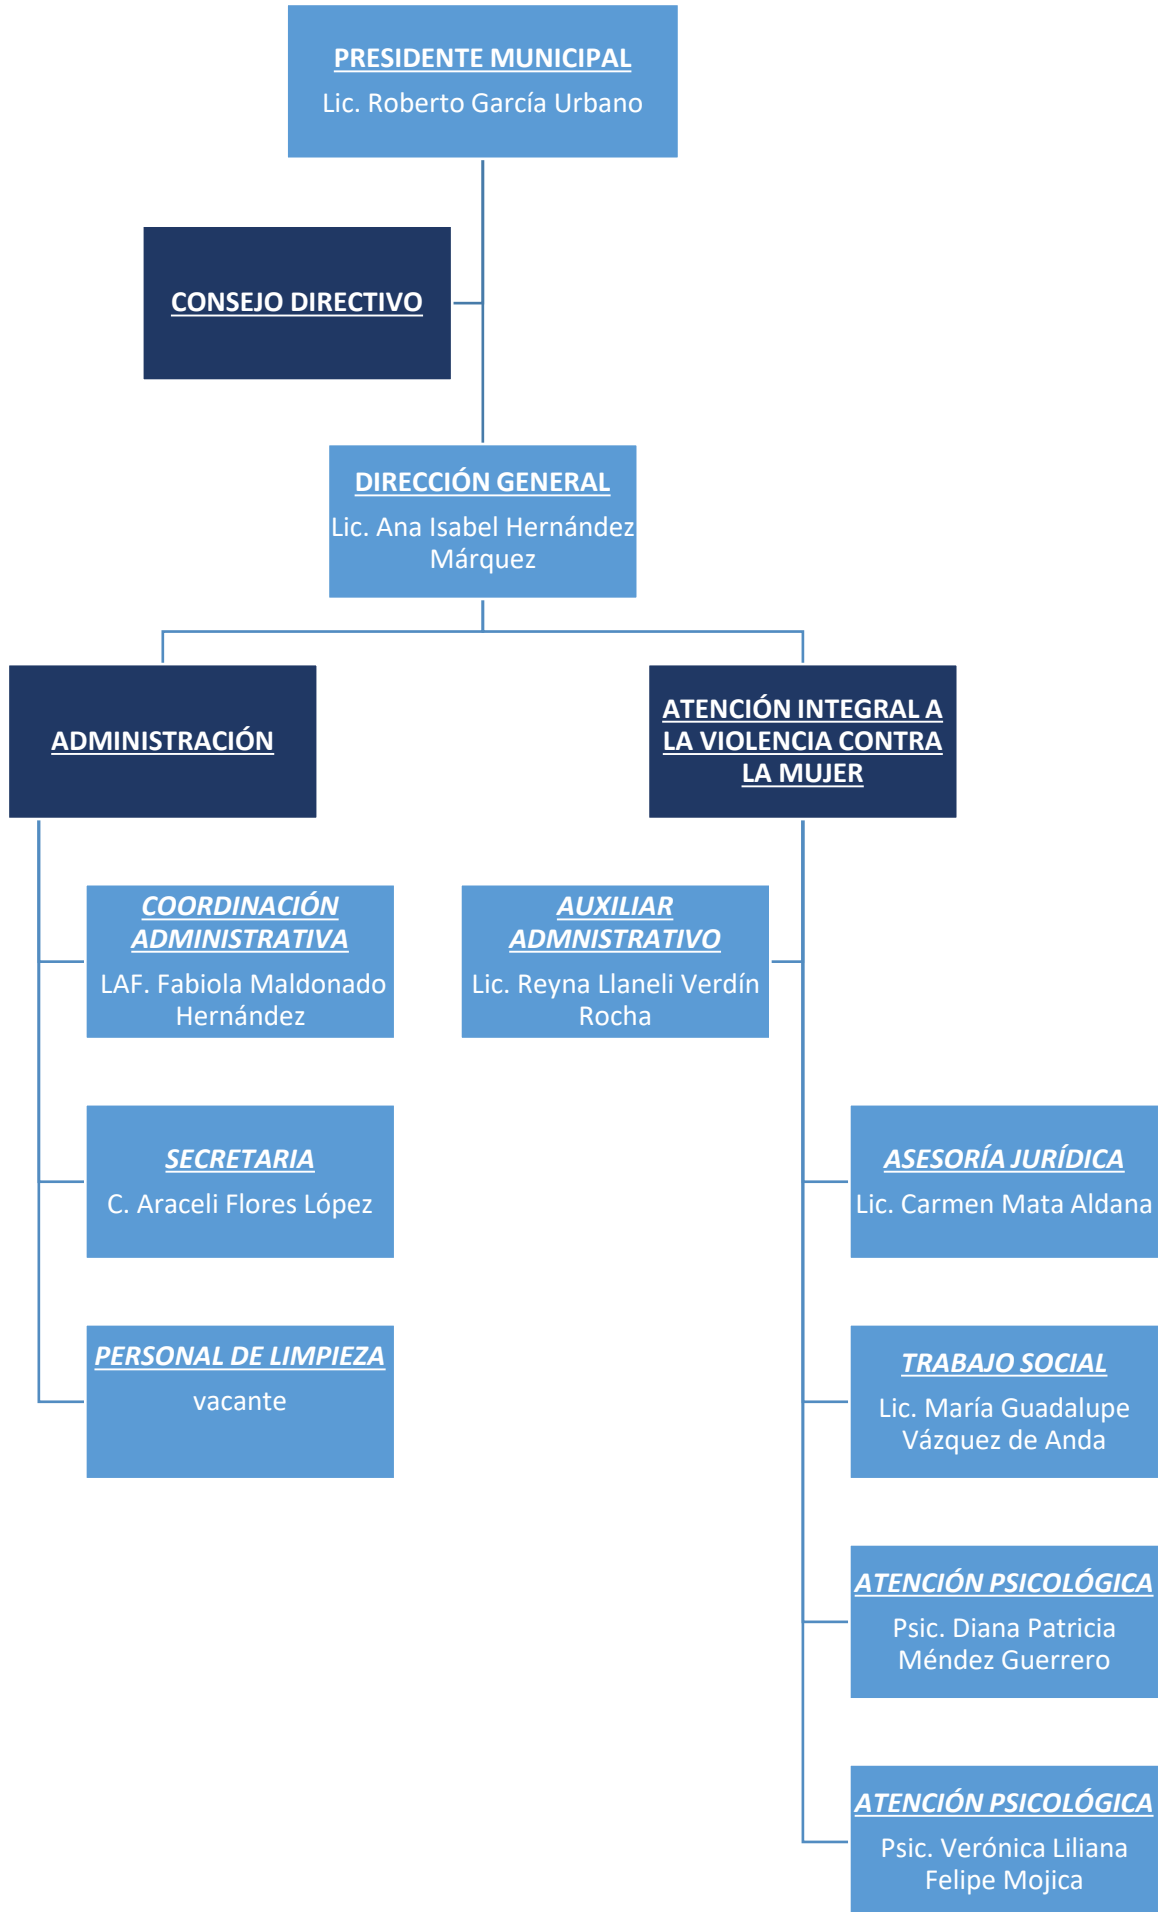 PRESIDENTE MUNICIPAL
Lic. Roberto García Urbano
CONSEJO DIRECTIVO
DIRECCIÓN GENERAL
Lic. Ana Isabel Hernández
Márquez
ADMINISTRACIÓN
ATENCIÓN INTEGRAL A
LA VIOLENCIA CONTRA
LA MUJER
COORDINACIÓN
ADMINISTRATIVA
LAF. Fabiola Maldonado
Hernández
AUXILIAR
ADMNISTRATIVO
Lic. Reyna Llaneli Verdín
Rocha
SECRETARIA
C. Araceli Flores López
ASESORÍA JURÍDICA
Lic. Carmen Mata Aldana
PERSONAL DE LIMPIEZA
vacante
TRABAJO SOCIAL
Lic. María Guadalupe
Vázquez de Anda
ATENCIÓN PSICOLÓGICA
Psic. Diana Patricia
Méndez Guerrero
ATENCIÓN PSICOLÓGICA
Psic. Verónica Liliana
Felipe Mojica